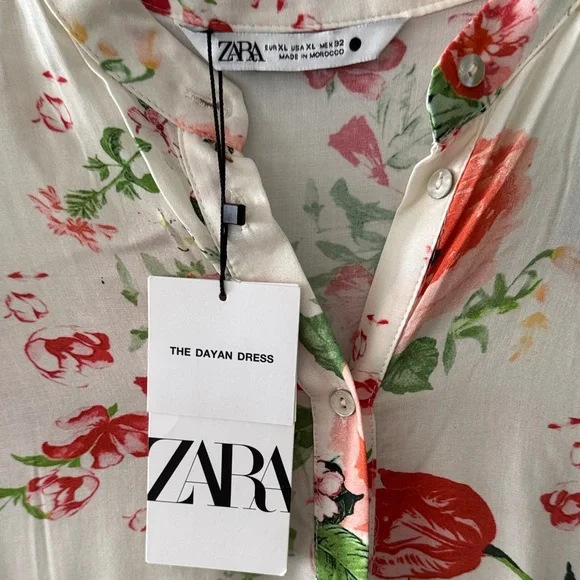 ZARA EUR XL USA XL MEX 32
MADE IN MOROCCO
THE DAYAN DRESS
ZARA